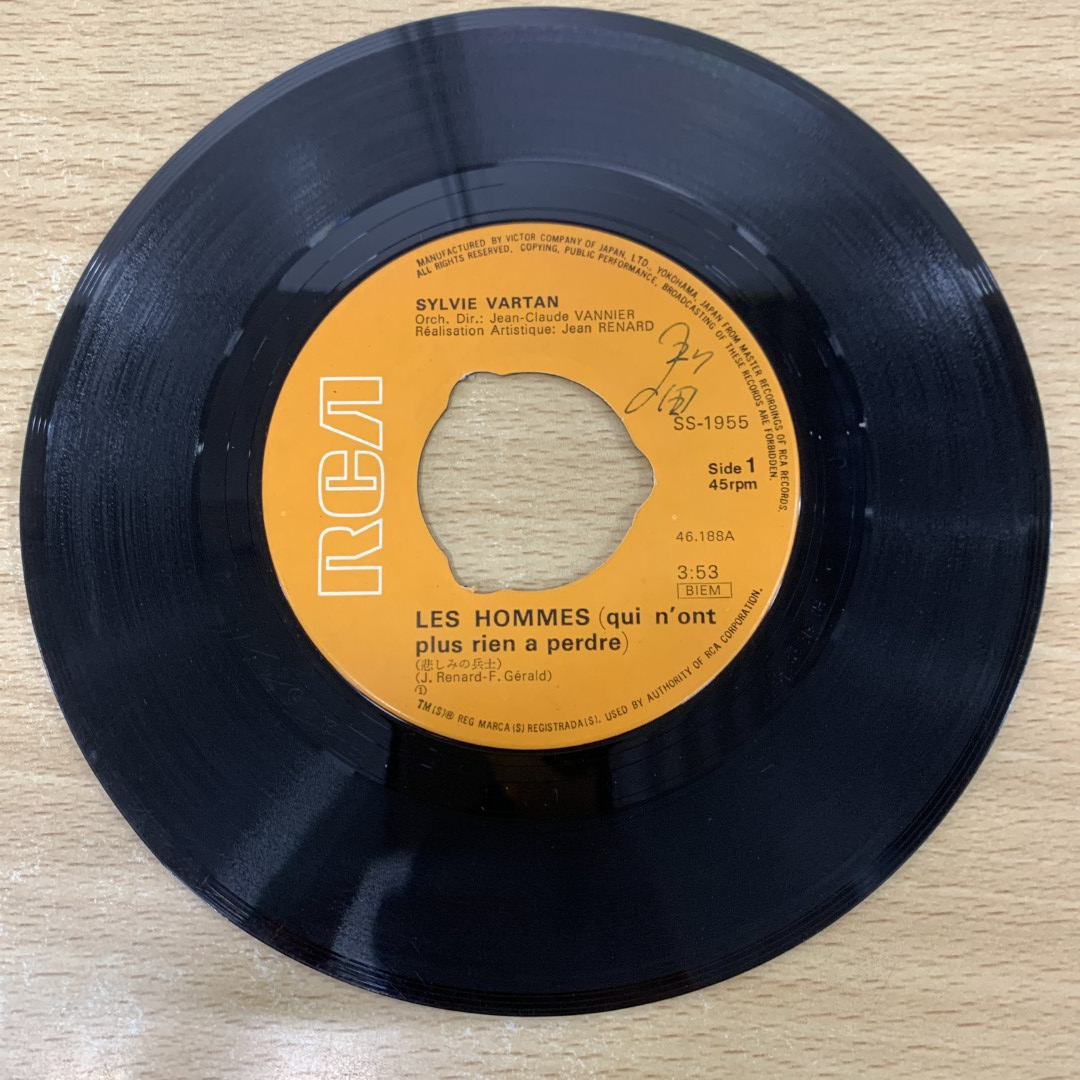 MANUFACTURED BY VICTOR COMPANY OF JAPAN, LTD., YOKOHAMA, JAPAN FROM MASTER RECORDINGS OF RCA RECORDS.
ALL RIGHTS RESERVED. COPYING, PUBLIC PERFORMANCE, BROADCASTING OF THESE RECORDS ARE FORBIDDEN.
SYLVIE VARTAN
Orch. Dir.: Jean-Claude VANNIER
Réalisation Artistique: Jean RENARD
RCA
SS-1955
Side 1
45rpm
46.188A
3:53
BIEM
LES HOMMES (qui n'ont
plus rien a perdre)
(悲しみの兵士)
(J. Renard-F. Gérald)
①
TM(S)® REG MARCA(S) REGISTRADA(S). USED BY AUTHORITY OF RCA CORPORATION.